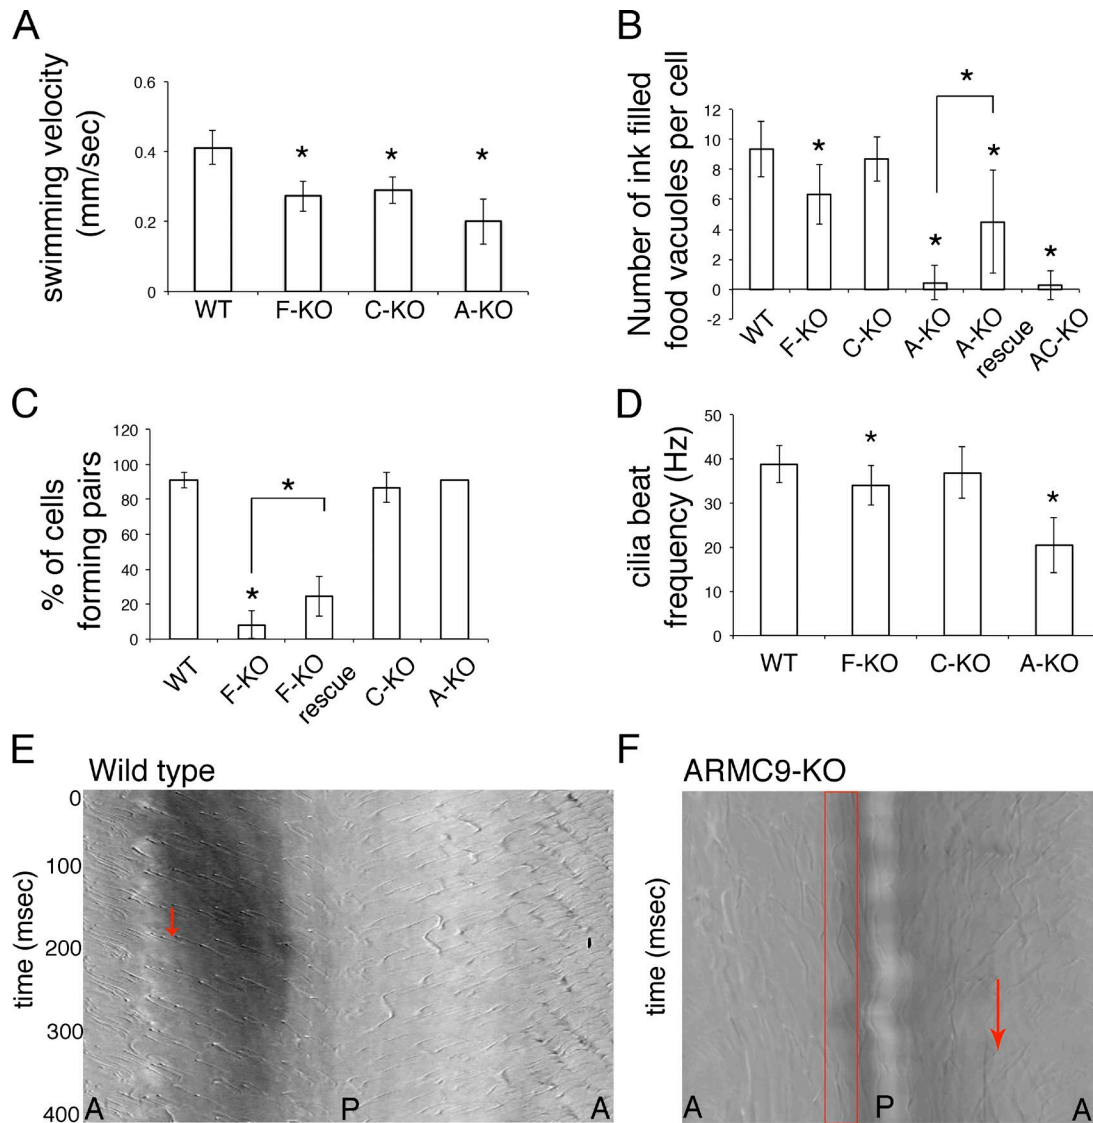 A
swimming velocity
(mm/sec)
0.6
0.4
0.2
0
*
*
*
WT
F-KO
C-KO
A-KO
B
Number of ink filled
food vacuoles per cell
12
10
8
6
4
2
0
-2
*
*
*
*
*
WT
F-KO
C-KO
A-KO
A-KO
rescue
AC-KO
C
% of cells
forming pairs
120
100
80
60
40
20
0
*
*
WT
F-KO
F-KO
rescue
C-KO
A-KO
D
cilia beat
frequency (Hz)
50
40
30
20
10
0
*
*
WT
F-KO
C-KO
A-KO
E
Wild type
time (msec)
0
100
200
300
400
A
P
A
F
ARMC9-KO
time (msec)
A
P
A